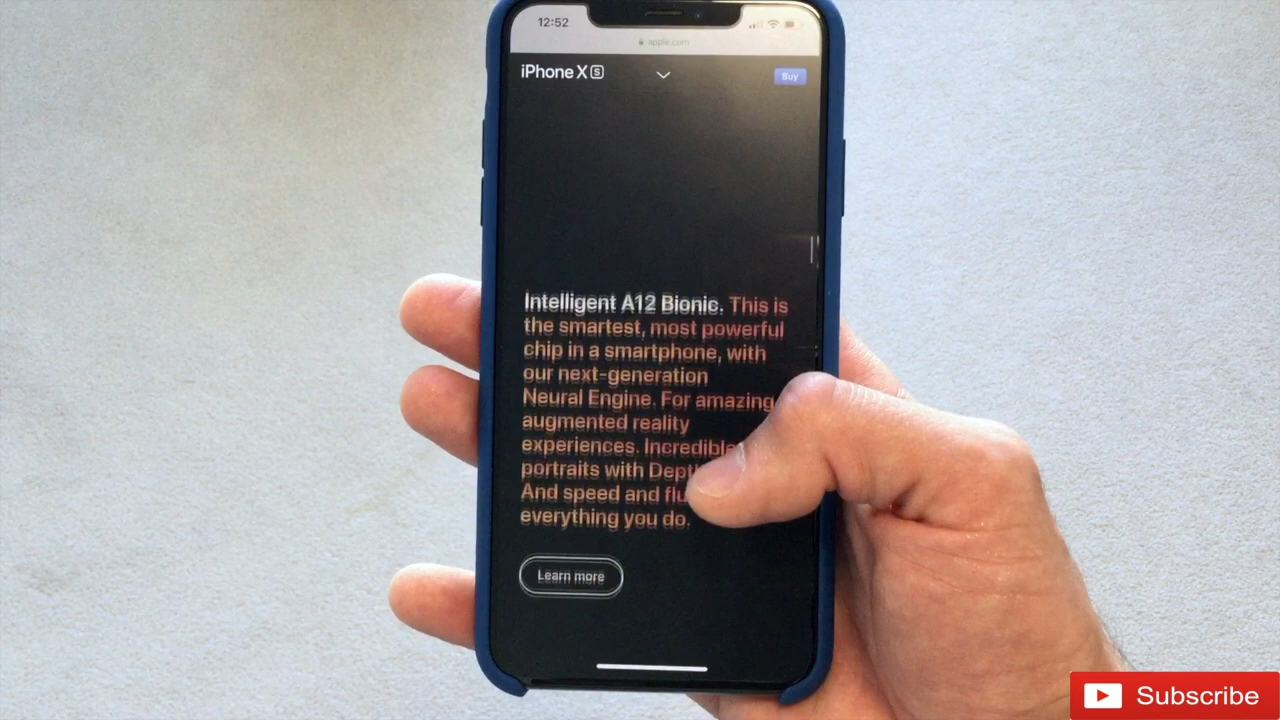 12:52
apple.com
iPhone XS
Buy
Intelligent A12 Bionic. This is
the smartest, most powerful
chip in a smartphone, with
our next-generation
Neural Engine. For amazing
augmented reality
experiences. Incredible
portraits with Depth
And speed and
everything you do.
Learn more
Subscribe